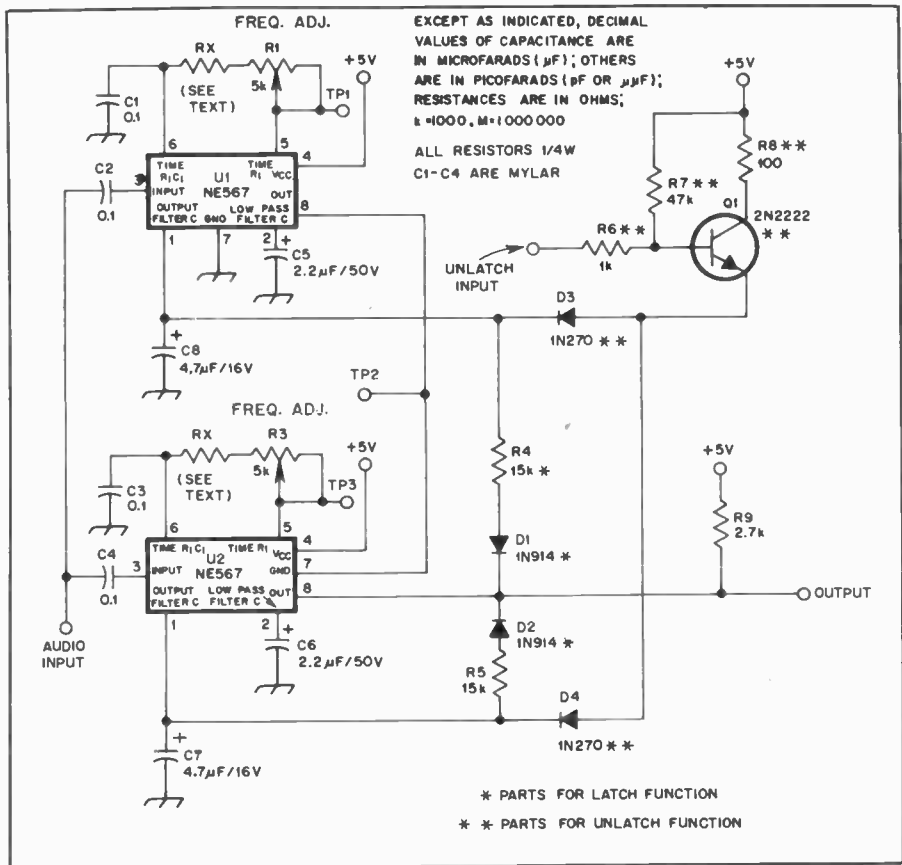 FREQ. ADJ.
EXCEPT AS INDICATED, DECIMAL
VALUES OF CAPACITANCE ARE
IN MICROFARADS (µF); OTHERS
ARE IN PICOFARADS (pF OR µµF);
RESISTANCES ARE IN OHMS;
k=1000, M=1000000
ALL RESISTORS 1/4W
C1-C4 ARE MYLAR
RX
R1
+5V
(SEE
TEXT)
5k
TP1
C1
0.1
6
5
4
TIME
R1C1
TIME
R1
VCC
U1
NE567
OUT
3
INPUT
OUTPUT
FILTER C
GND
LOW PASS
FILTER C
8
C2
0.1
1
7
2
+
C5
2.2µF/50V
+5V
R8**
100
R7**
47k
Q1
2N2222
**
R6**
1k
UNLATCH
INPUT
D3
1N270**
+
C8
4.7µF/16V
TP2
FREQ. ADJ.
RX
R3
+5V
(SEE
TEXT)
5k
TP3
C3
0.1
6
5
4
TIME R1C1
TIME R1
VCC
U2
NE567
GND
7
3
INPUT
OUTPUT
FILTER C
LOW PASS
FILTER C
OUT
8
C4
0.1
1
2
+
C6
2.2µF/50V
AUDIO
INPUT
R4
15k*
D1
1N914*
+5V
R9
2.7k
OUTPUT
D2
1N914*
R5
15k
D4
1N270**
+
C7
4.7µF/16V
* PARTS FOR LATCH FUNCTION
** PARTS FOR UNLATCH FUNCTION